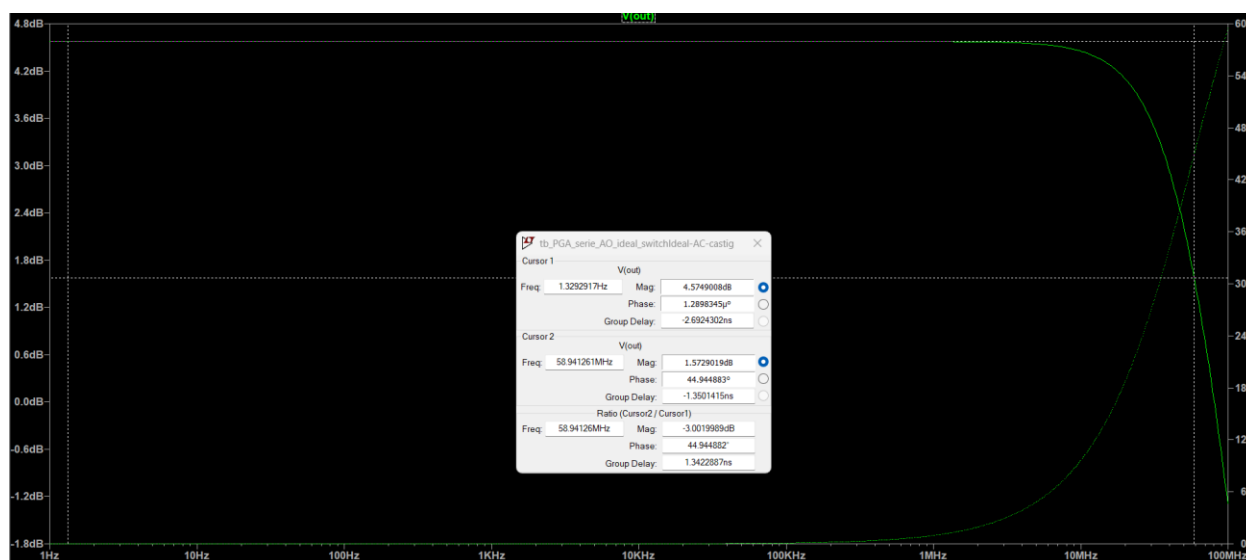 V(out)
4.8dB
4.2dB
3.6dB
3.0dB
2.4dB
1.8dB
1.2dB
0.6dB
0.0dB
-0.6dB
-1.2dB
-1.8dB
60
54
48
42
36
30
24
18
12
6
0
tb_PGA_serie_AO_ideal_switchIdeal-AC-castig
Cursor 1
V(out)
Freq: 1.3292917Hz Mag: 4.5749008dB
Phase: 1.2898345µº
Group Delay: -2.6924302ns
Cursor 2
V(out)
Freq: 58.941261MHz Mag: 1.5729019dB
Phase: 44.944883º
Group Delay: -1.3501415ns
Ratio (Cursor2 / Cursor1)
Freq: 58.94126MHz Mag: -3.0019989dB
Phase: 44.944882°
Group Delay: 1.3422887ns
1Hz 10Hz 100Hz 1KHz 10KHz 100KHz 1MHz 10MHz 100MHz